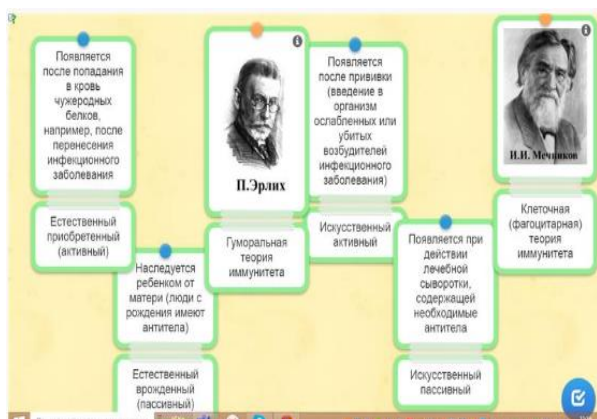 Появляется
после попадания
в кровь
чужеродных
белков,
например, после
перенесения
инфекционного
заболевания
Естественный
приобретенный
(активный)
Наследуется
ребенком от
матери (люди с
рождения имеют
антитела)
Естественный
врожденный
(пассивный)
П.Эрлих
Гуморальная
теория
иммунитета
Появляется
после прививки
(введение в
организм
ослабленных или
убитых
возбудителей
инфекционного
заболевания)
Искусственный
активный
Появляется при
действии
лечебной
сыворотки,
содержащей
необходимые
антитела
Искусственный
пассивный
И.И. Мечников
Клеточная
(фагоцитарная)
теория
иммунитета